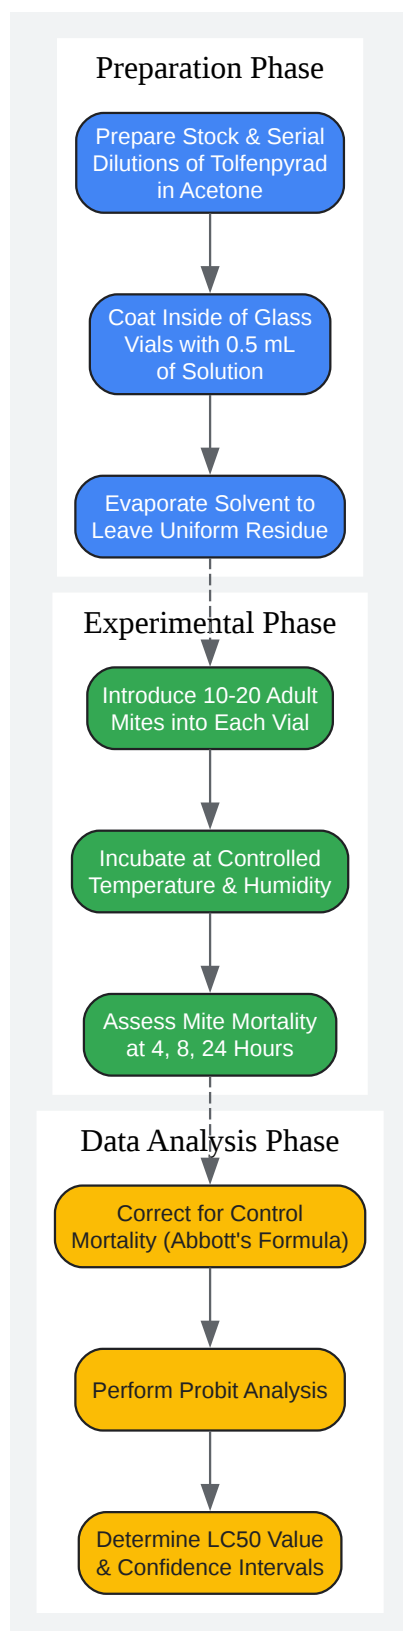 Preparation Phase
Prepare Stock & Serial
Dilutions of Tolfenpyrad
in Acetone
Coat Inside of Glass
Vials with 0.5 mL
of Solution
Evaporate Solvent to
Leave Uniform Residue
Experimental Phase
Introduce 10-20 Adult
Mites into Each Vial
Incubate at Controlled
Temperature & Humidity
Assess Mite Mortality
at 4, 8, 24 Hours
Data Analysis Phase
Correct for Control
Mortality (Abbott's Formula)
Perform Probit Analysis
Determine LC50 Value
& Confidence Intervals